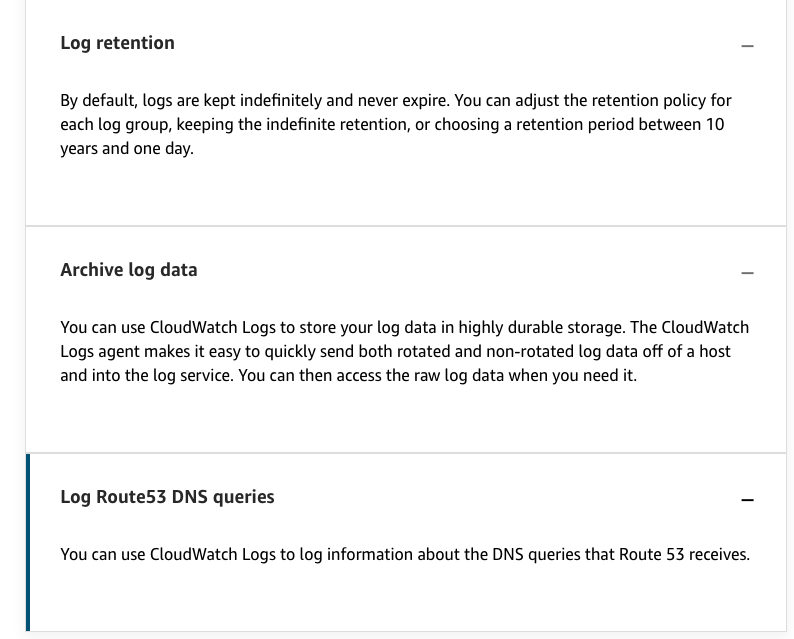 Log retention
By default, logs are kept indefinitely and never expire. You can adjust the retention policy for
each log group, keeping the indefinite retention, or choosing a retention period between 10
years and one day.
Archive log data
You can use CloudWatch Logs to store your log data in highly durable storage. The CloudWatch
Logs agent makes it easy to quickly send both rotated and non-rotated log data off of a host
and into the log service. You can then access the raw log data when you need it.
Log Route53 DNS queries
You can use CloudWatch Logs to log information about the DNS queries that Route 53 receives.